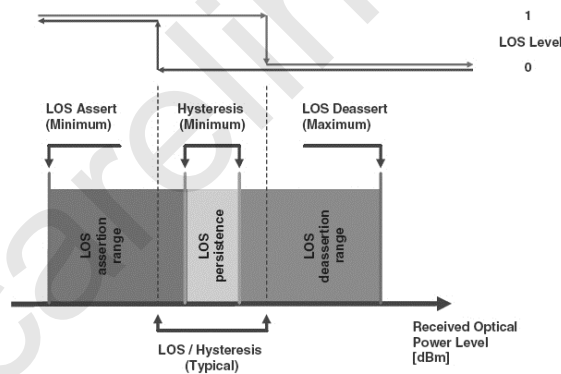 1
LOS Level
0
LOS Assert
(Minimum)
Hysteresis
(Minimum)
LOS Deassert
(Maximum)
LOS
assertion
range
LOS
persistence
LOS
deassertion
range
Received Optical
Power Level
[dBm]
LOS / Hysteresis
(Typical)